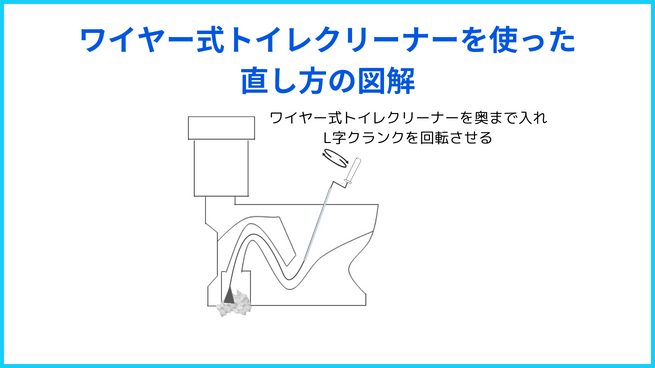 ワイヤー式トイレクリーナーを使った
直し方の図解
ワイヤー式トイレクリーナーを奥まで入れ
L字クランクを回転させる